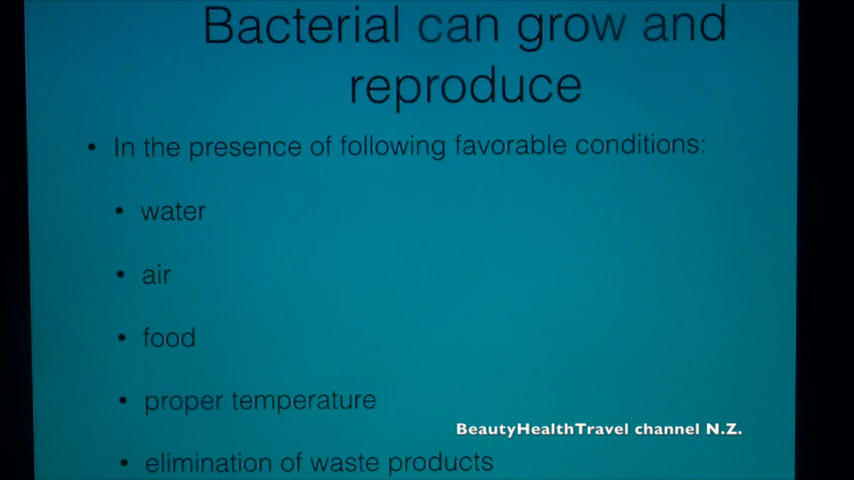 Bacterial can grow and
reproduce
• In the presence of following favorable conditions:
• water
• air
• food
• proper temperature
BeautyHealthTravel channel N.Z.
• elimination of waste products